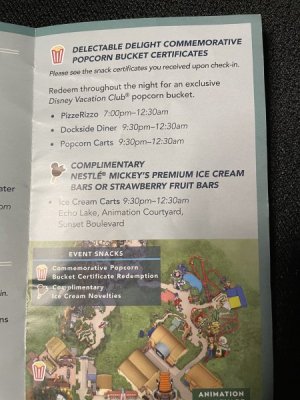 DELECTABLE DELIGHT COMMEMORATIVE
POPCORN BUCKET CERTIFICATES
Please see the snack certificates you received upon check-in.
Redeem throughout the night for an exclusive
Disney Vacation Club® popcorn bucket.
• PizzeRizzo 7:00pm–12:30am
• Dockside Diner 9:30pm–12:30am
• Popcorn Carts 9:30pm–12:30am
COMPLIMENTARY
NESTLÉ® MICKEY'S PREMIUM ICE CREAM
BARS OR STRAWBERRY FRUIT BARS
• Ice Cream Carts 9:30pm–12:30am
Echo Lake, Animation Courtyard,
Sunset Boulevard
EVENT SNACKS
Commemorative Popcorn
Bucket Certificate Redemption
Complimentary
Ice Cream Novelties
ANIMATION